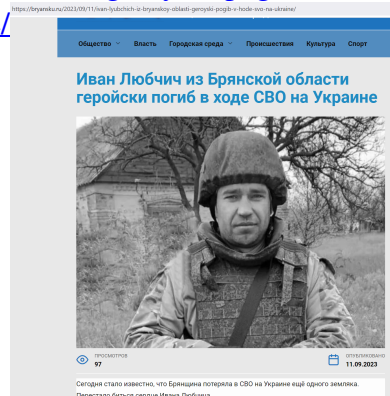 https://bryansku.ru/2023/09/11/ivan-lyubchich-iz-bryanskoy-oblasti-geroyski-pogib-v-hode-svo-na-ukraine/
/
Общество Власть Городская среда Происшествия Культура Спорт
Иван Любчич из Брянской области
геройски погиб в ходе СВО на Украине
ПРОСМОТРОВ
97
ОПУБЛИКОВАНО
11.09.2023
Сегодня стало известно, что Брянщина потеряла в СВО на Украине ещё одного земляка.
Перестало биться сердце Ивана Любчича